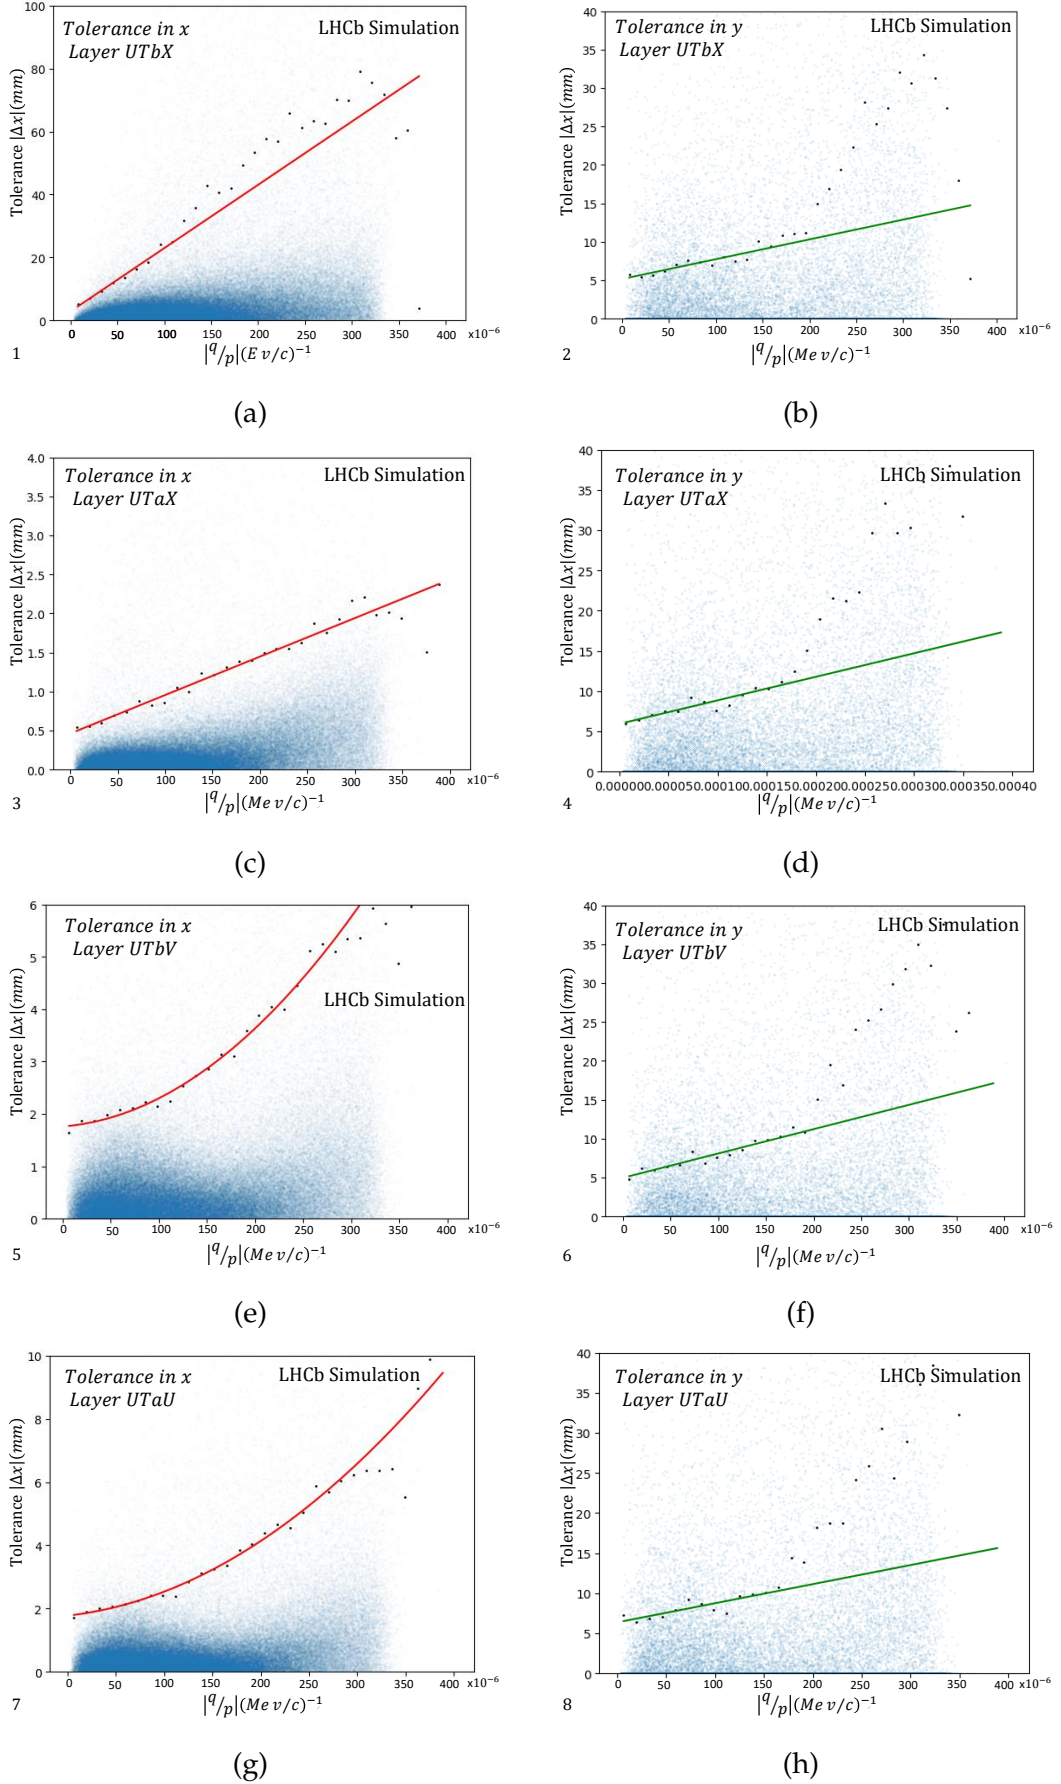 Tolerance in x
Layer UTbX
LHCb Simulation
Tolerance |Δx|(mm)
100
80
60
40
20
0
0 50 100 150 200 250 300 350 400 x10⁻⁶
|q/p|(E v/c)⁻¹
1
(a)
Tolerance in y
Layer UTbX
LHCb Simulation
Tolerance |Δx|(mm)
40
35
30
25
20
15
10
5
0
0 50 100 150 200 250 300 350 400 x10⁻⁶
|q/p|(Me v/c)⁻¹
2
(b)
Tolerance in x
Layer UTaX
LHCb Simulation
Tolerance |Δx|(mm)
4.0
3.5
3.0
2.5
2.0
1.5
1.0
0.5
0.0
0 50 100 150 200 250 300 350 400 x10⁻⁶
|q/p|(Me v/c)⁻¹
3
(c)
Tolerance in y
Layer UTaX
LHCb Simulation
Tolerance |Δx|(mm)
40
35
30
25
20
15
10
5
0
0.000000.000050.000100.000150.000200.000250.000300.000350.00040
|q/p|(Me v/c)⁻¹
4
(d)
Tolerance in x
Layer UTbV
LHCb Simulation
Tolerance |Δx|(mm)
6
5
4
3
2
1
0
0 50 100 150 200 250 300 350 400 x10⁻⁶
|q/p|(Me v/c)⁻¹
5
(e)
Tolerance in y
Layer UTbV
LHCb Simulation
Tolerance |Δx|(mm)
40
35
30
25
20
15
10
5
0
0 50 100 150 200 250 300 350 400 x10⁻⁶
|q/p|(Me v/c)⁻¹
6
(f)
Tolerance in x
Layer UTaU
LHCb Simulation
Tolerance |Δx|(mm)
10
8
6
4
2
0
0 50 100 150 200 250 300 350 400 x10⁻⁶
|q/p|(Me v/c)⁻¹
7
(g)
Tolerance in y
Layer UTaU
LHCb Simulation
Tolerance |Δx|(mm)
40
35
30
25
20
15
10
5
0
0 50 100 150 200 250 300 350 400 x10⁻⁶
|q/p|(Me v/c)⁻¹
8
(h)